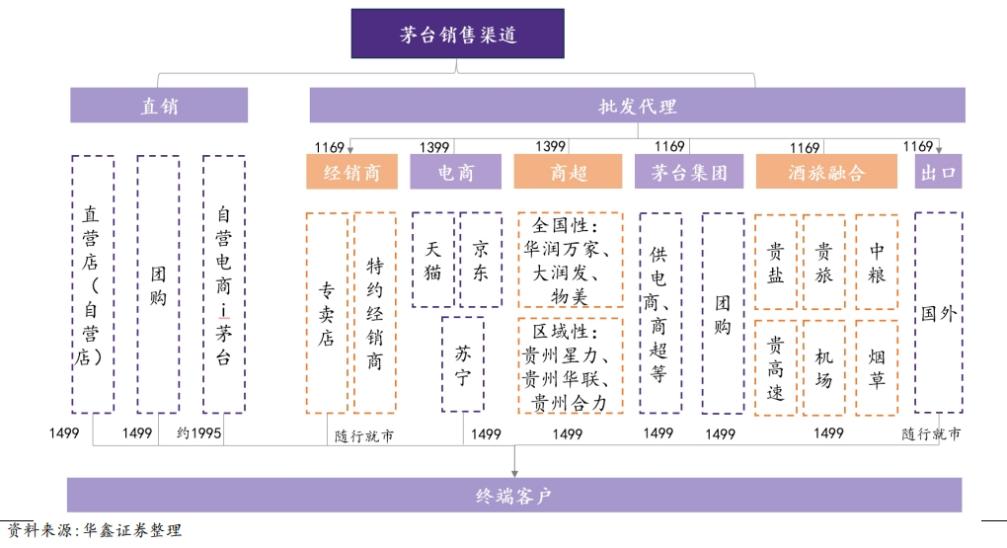 茅台销售渠道
直销
批发代理
1169
1399
1399
1169
1169
1169
经销商
电商
商超
茅台集团
酒旅融合
出口
直营店（自营店）
团购
自营电商i茅台
专卖店
特约经销商
天猫
京东
苏宁
全国性：
华润万家、
大润发、
物美
区域性：
贵州星力、
贵州华联、
贵州合力
供电商、商超等
团购
贵盐
贵旅
中粮
贵高速
机场
烟草
国外
1499
1499
约1995
随行就市
1499
1499
1499
1499
1499
随行就市
终端客户
资料来源:华鑫证券整理